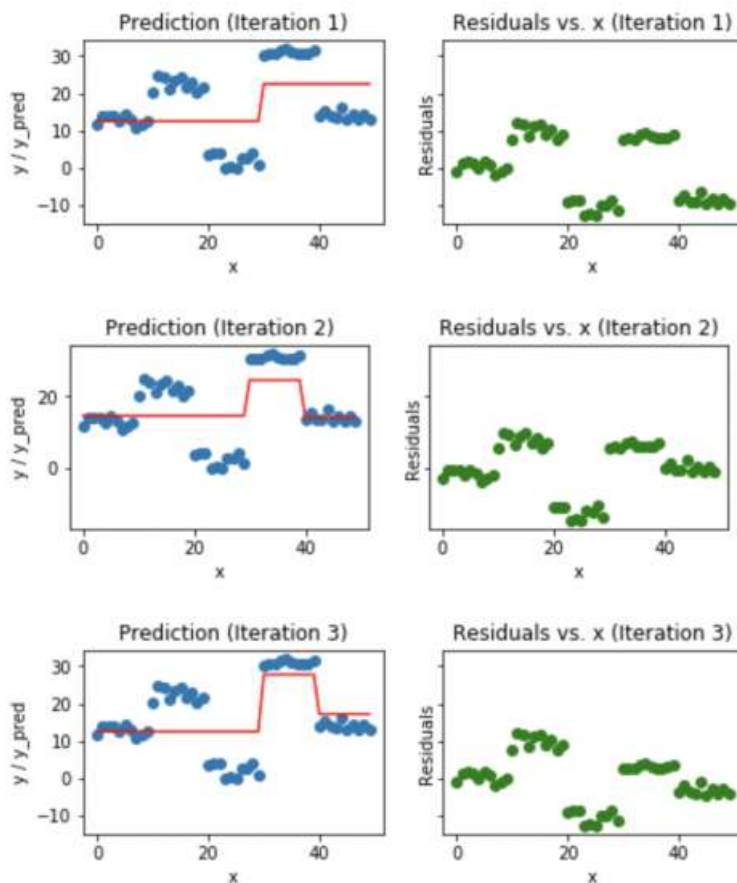 Prediction (Iteration 1)
Residuals vs. x (Iteration 1)
30
20
10
0
−10
y / y_pred
Residuals
0
20
40
0
20
40
x
x
Prediction (Iteration 2)
Residuals vs. x (Iteration 2)
20
0
y / y_pred
Residuals
0
20
40
0
20
40
x
x
Prediction (Iteration 3)
Residuals vs. x (Iteration 3)
30
20
10
0
−10
y / y_pred
Residuals
0
20
40
0
20
40
x
x